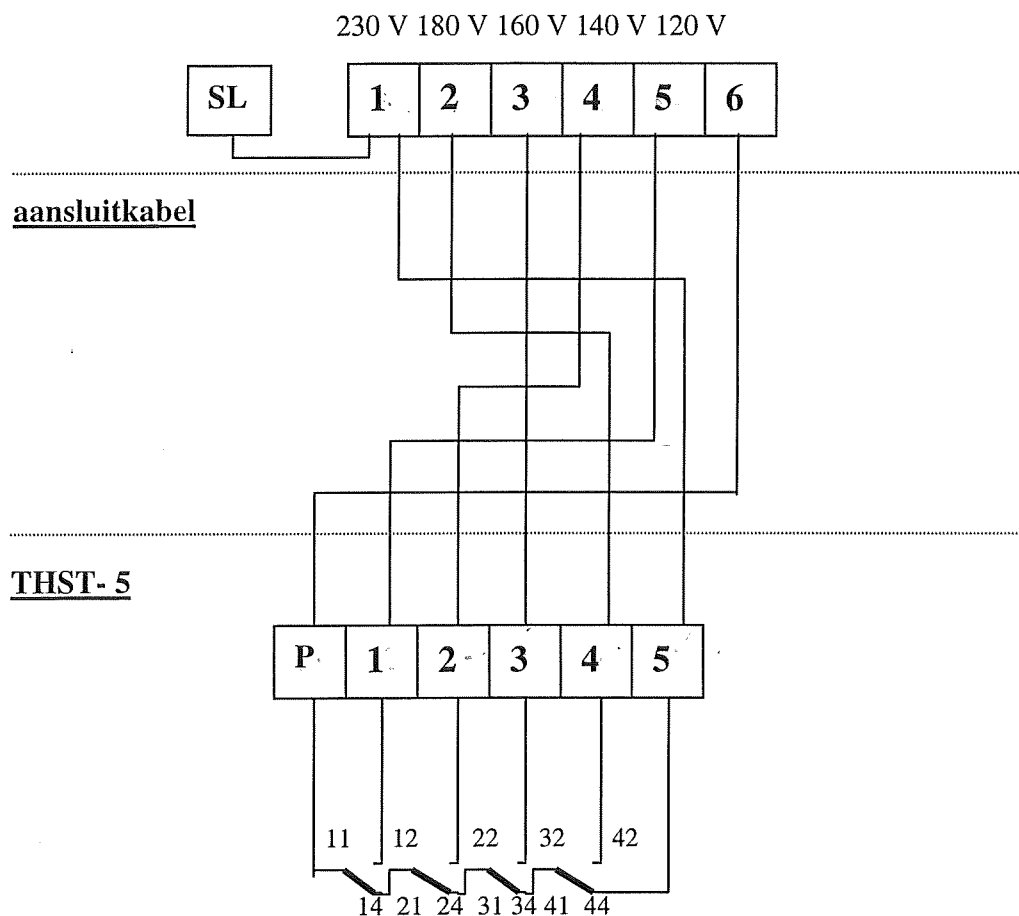 230 V 180 V 160 V 140 V 120 V
SL 1 2 3 4 5 6
aansluitkabel
THST- 5
P 1 2 3 4 5
11 12 22 32 42
14 21 24 31 34 41 44